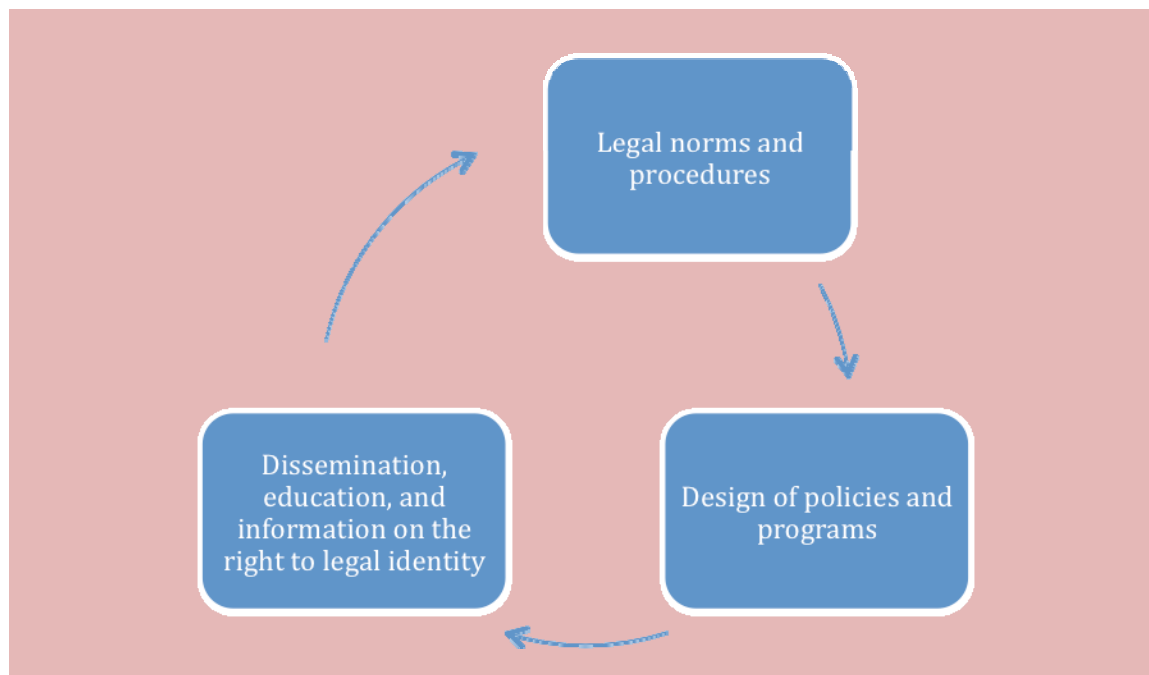 Legal norms and
procedures
Design of policies and
programs
Dissemination,
education, and
information on the
right to legal identity